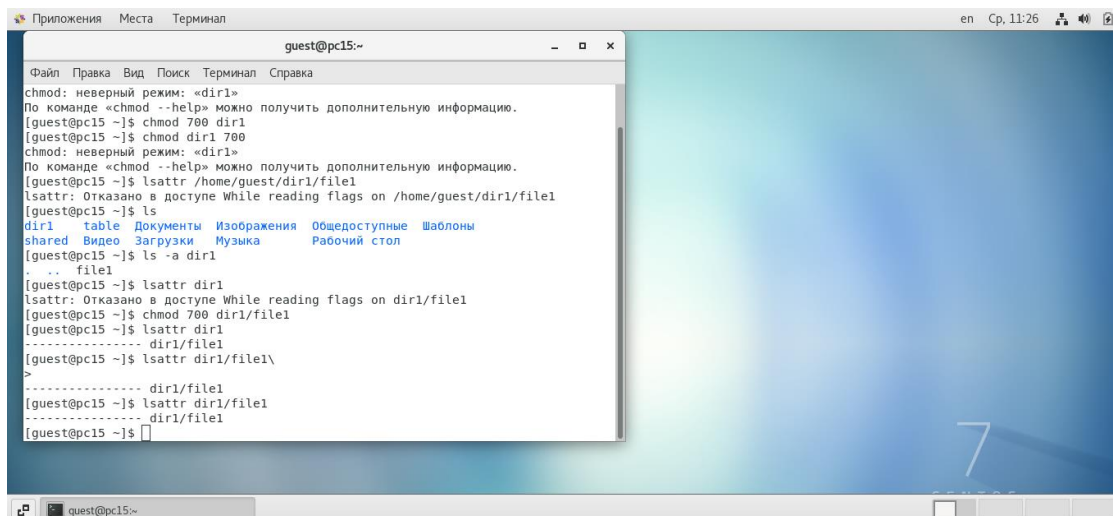 Приложения Места Терминал en Ср, 11:26
guest@pc15:~
Файл Правка Вид Поиск Терминал Справка
chmod: неверный режим: «dir1»
По команде «chmod --help» можно получить дополнительную информацию.
[guest@pc15 ~]$ chmod 700 dir1
[guest@pc15 ~]$ chmod dir1 700
chmod: неверный режим: «dir1»
По команде «chmod --help» можно получить дополнительную информацию.
[guest@pc15 ~]$ lsattr /home/guest/dir1/file1
lsattr: Отказано в доступе While reading flags on /home/guest/dir1/file1
[guest@pc15 ~]$ ls
dir1 table Документы Изображения Общедоступные Шаблоны
shared Видео Загрузки Музыка Рабочий стол
[guest@pc15 ~]$ ls -a dir1
. .. file1
[guest@pc15 ~]$ lsattr dir1
lsattr: Отказано в доступе While reading flags on dir1/file1
[guest@pc15 ~]$ chmod 700 dir1/file1
[guest@pc15 ~]$ lsattr dir1
---------------- dir1/file1
[guest@pc15 ~]$ lsattr dir1/file1\
>
---------------- dir1/file1
[guest@pc15 ~]$ lsattr dir1/file1
---------------- dir1/file1
[guest@pc15 ~]$
7
guest@pc15:~